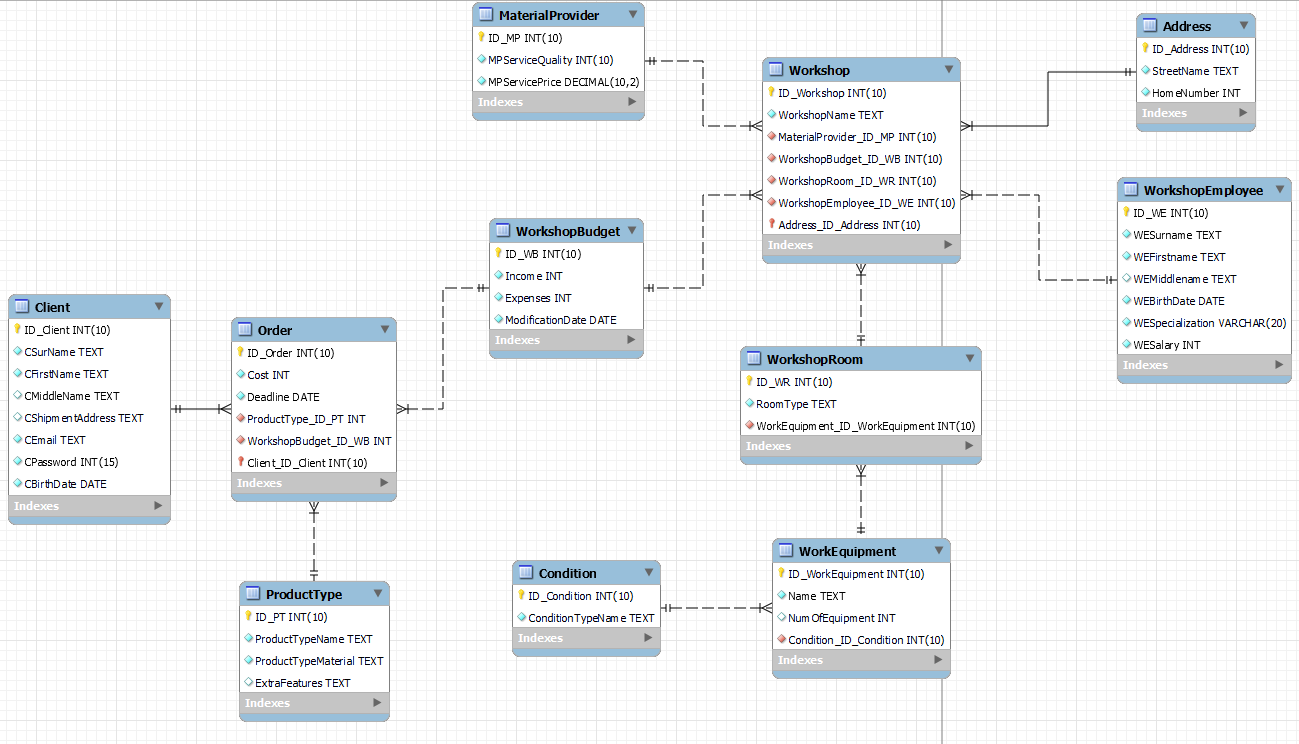 MaterialProvider
ID_MP INT(10)
MPServiceQuality INT(10)
MPServicePrice DECIMAL(10,2)
Indexes
Workshop
ID_Workshop INT(10)
WorkshopName TEXT
MaterialProvider_ID_MP INT(10)
WorkshopBudget_ID_WB INT(10)
WorkshopRoom_ID_WR INT(10)
WorkshopEmployee_ID_WE INT(10)
Address_ID_Address INT(10)
Indexes
Address
ID_Address INT(10)
StreetName TEXT
HomeNumber INT
Indexes
WorkshopEmployee
ID_WE INT(10)
WESurname TEXT
WEFirstname TEXT
WEMiddlename TEXT
WEBirthDate DATE
WESpecialization VARCHAR(20)
WESalary INT
Indexes
WorkshopBudget
ID_WB INT(10)
Income INT
Expenses INT
ModificationDate DATE
Indexes
Client
ID_Client INT(10)
CSurName TEXT
CFirstName TEXT
CMiddleName TEXT
CShipmentAddress TEXT
CEmail TEXT
CPassword INT(15)
CBirthDate DATE
Indexes
Order
ID_Order INT(10)
Cost INT
Deadline DATE
ProductType_ID_PT INT
WorkshopBudget_ID_WB INT
Client_ID_Client INT(10)
Indexes
WorkshopRoom
ID_WR INT(10)
RoomType TEXT
WorkEquipment_ID_WorkEquipment INT(10)
Indexes
ProductType
ID_PT INT(10)
ProductTypeName TEXT
ProductTypeMaterial TEXT
ExtraFeatures TEXT
Indexes
Condition
ID_Condition INT(10)
ConditionTypeName TEXT
Indexes
WorkEquipment
ID_WorkEquipment INT(10)
Name TEXT
NumOfEquipment INT
Condition_ID_Condition INT(10)
Indexes